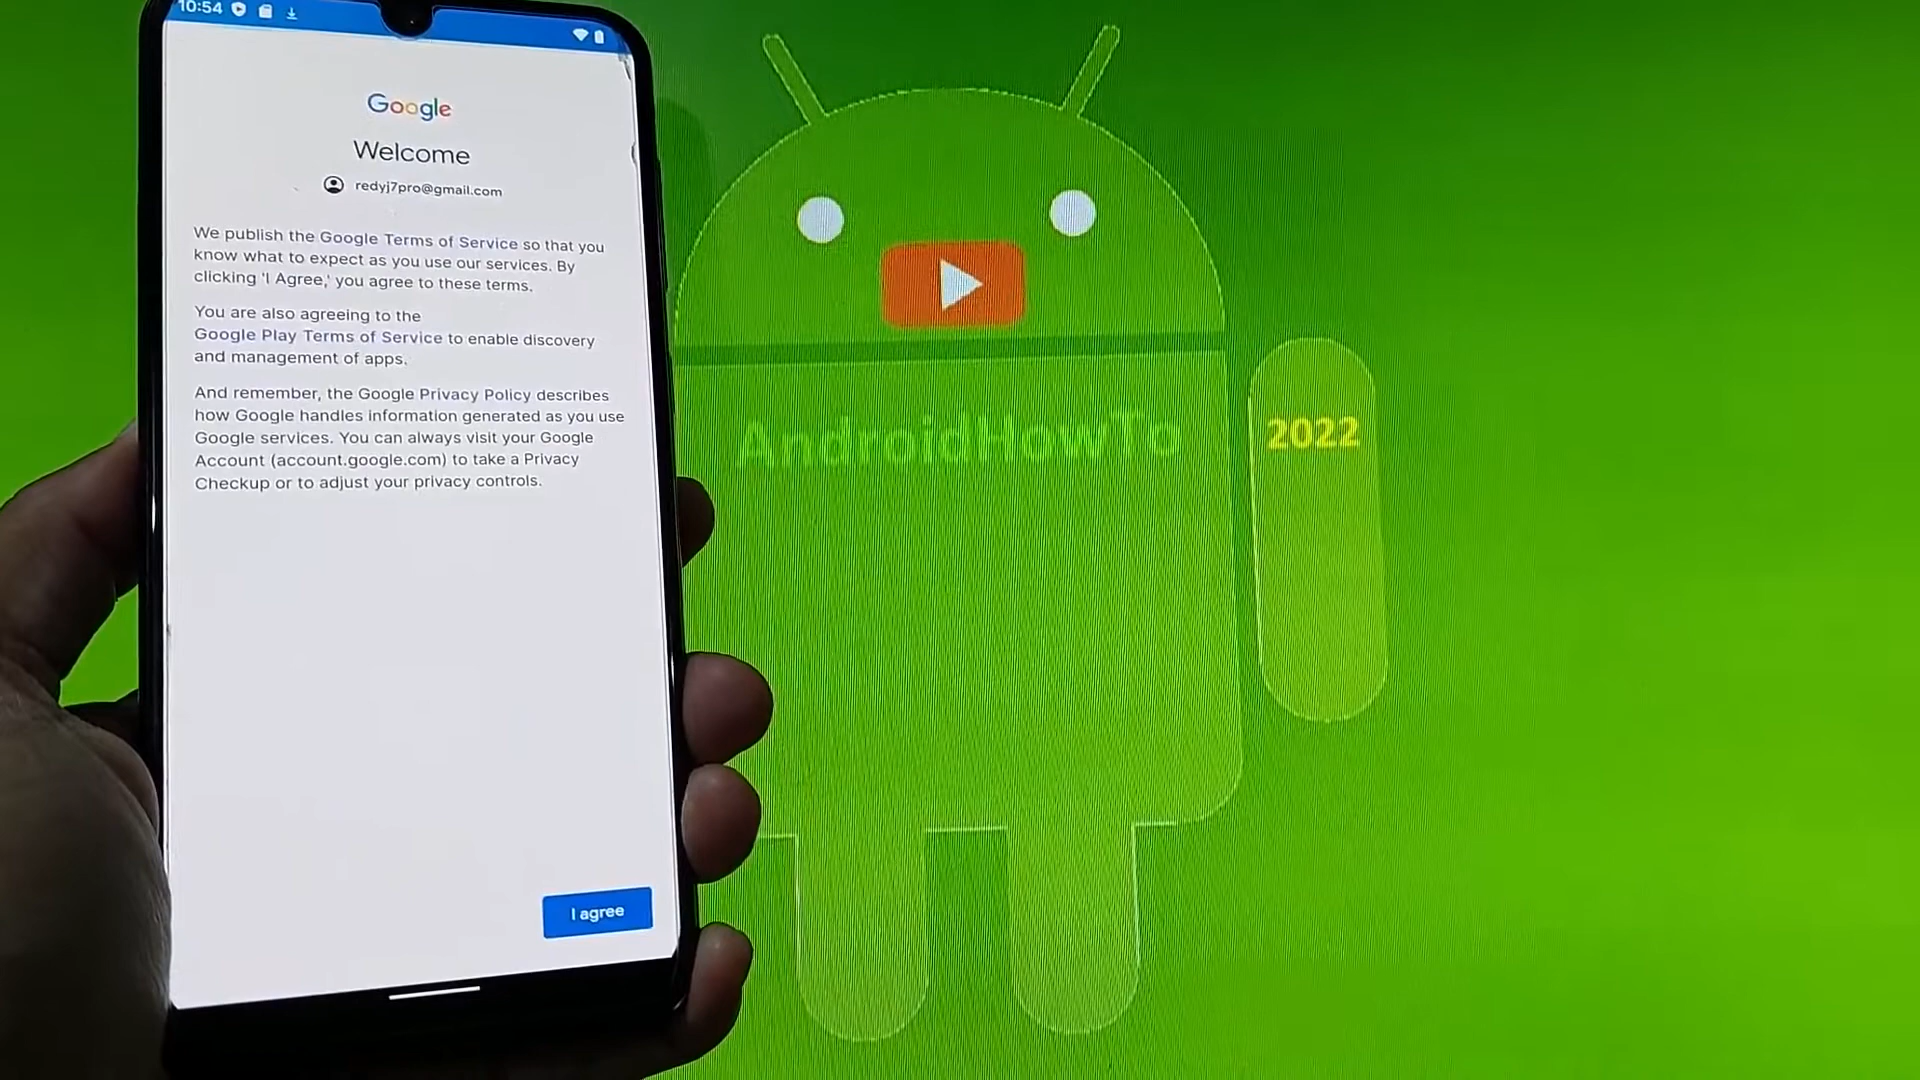 10:54
Google
Welcome
redyj7pro@gmail.com
We publish the Google Terms of Service so that you
know what to expect as you use our services. By
clicking 'I Agree,' you agree to these terms.
You are also agreeing to the
Google Play Terms of Service to enable discovery
and management of apps.
And remember, the Google Privacy Policy describes
how Google handles information generated as you use
Google services. You can always visit your Google
Account (account.google.com) to take a Privacy
Checkup or to adjust your privacy controls.
I agree
AndroidHowTo
2022